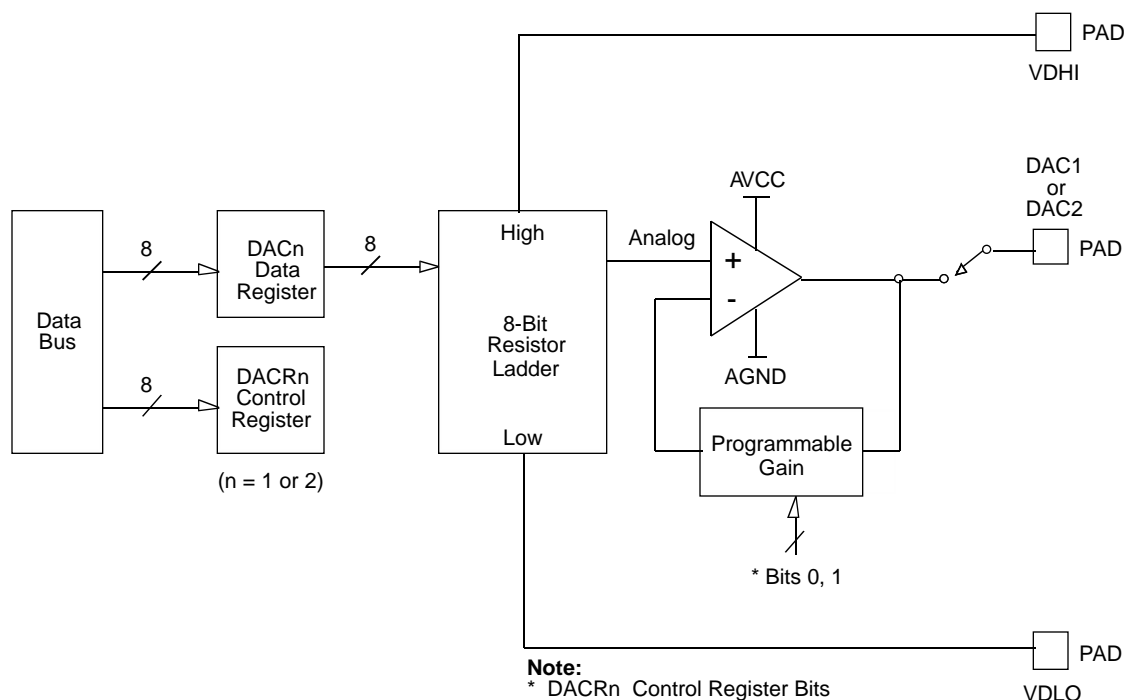 PAD
VDHI
DAC1
or
DAC2
PAD
AVCC
8
DACn
Data
Register
8
High
Analog
+
-
Data
Bus
8-Bit
Resistor
Ladder
8
DACRn
Control
Register
AGND
Low
Programmable
Gain
(n = 1 or 2)
* Bits 0, 1
PAD
VDLO
Note:
* DACRn Control Register Bits